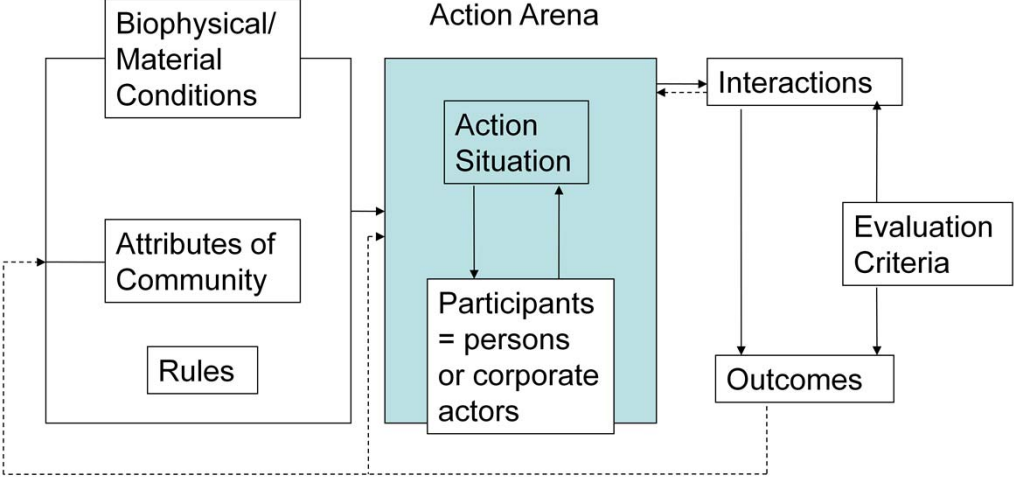 Action Arena
Biophysical/
Material
Conditions
Attributes of
Community
Rules
Action
Situation
Participants
= persons
or corporate
actors
Interactions
Evaluation
Criteria
Outcomes